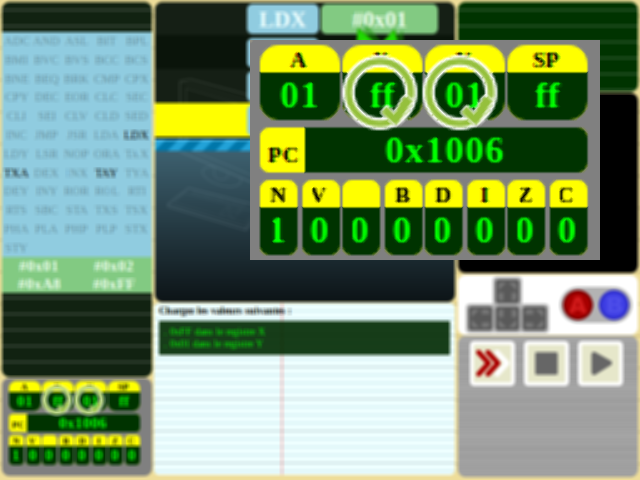 LDX #0x01
ADC AND ASL BIT BPL
BMI BVC BVS BCC BCS
BNE BEQ BRK CMP CPX
CPY DEC EOR CLC SEC
CLI SEI CLV CLD SED
INC JMP JSR LDA LDX
LDY LSR NOP ORA TAX
TXA DEX INX TAY TYA
DEY INY ROR ROL RTI
RTS SBC STA TXS TSX
PHA PLA PHP PLP STX
STY
#0x01 #0x02
#0xA0 #0xFF
A X Y SP
01 ff 01 ff
PC 0x1006
N V B D I Z C
1 0 0 0 0 0 0 0
Charger les valeurs suivantes :
0xFF dans le registre X
0x01 dans le registre Y
A B
A SP
01 ff 01 ff
PC 0x1006
N V B D I Z C
1 0 0 0 0 0 0 0